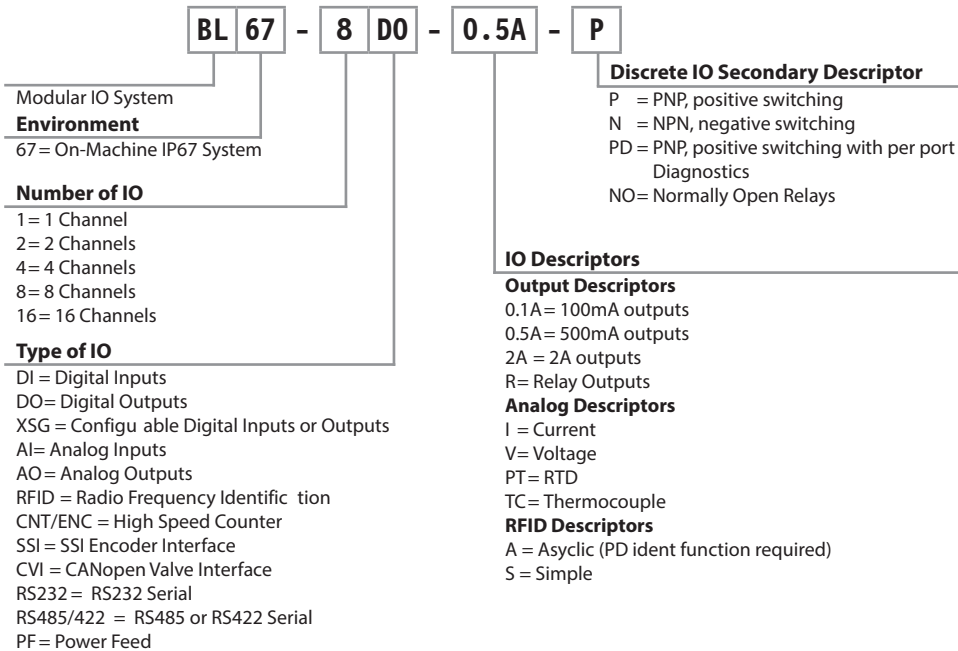 BL 67 - 8 DO - 0.5A - P
Modular IO System
Environment
67= On-Machine IP67 System
Number of IO
1= 1 Channel
2= 2 Channels
4= 4 Channels
8= 8 Channels
16= 16 Channels
Type of IO
DI = Digital Inputs
DO= Digital Outputs
XSG = Configu able Digital Inputs or Outputs
AI= Analog Inputs
AO= Analog Outputs
RFID = Radio Frequency Identific tion
CNT/ENC = High Speed Counter
SSI = SSI Encoder Interface
CVI = CANopen Valve Interface
RS232 = RS232 Serial
RS485/422 = RS485 or RS422 Serial
PF = Power Feed
Discrete IO Secondary Descriptor
P = PNP, positive switching
N = NPN, negative switching
PD = PNP, positive switching with per port
Diagnostics
NO= Normally Open Relays
IO Descriptors
Output Descriptors
0.1A= 100mA outputs
0.5A= 500mA outputs
2A = 2A outputs
R= Relay Outputs
Analog Descriptors
I = Current
V= Voltage
PT= RTD
TC= Thermocouple
RFID Descriptors
A = Asyclic (PD ident function required)
S = Simple